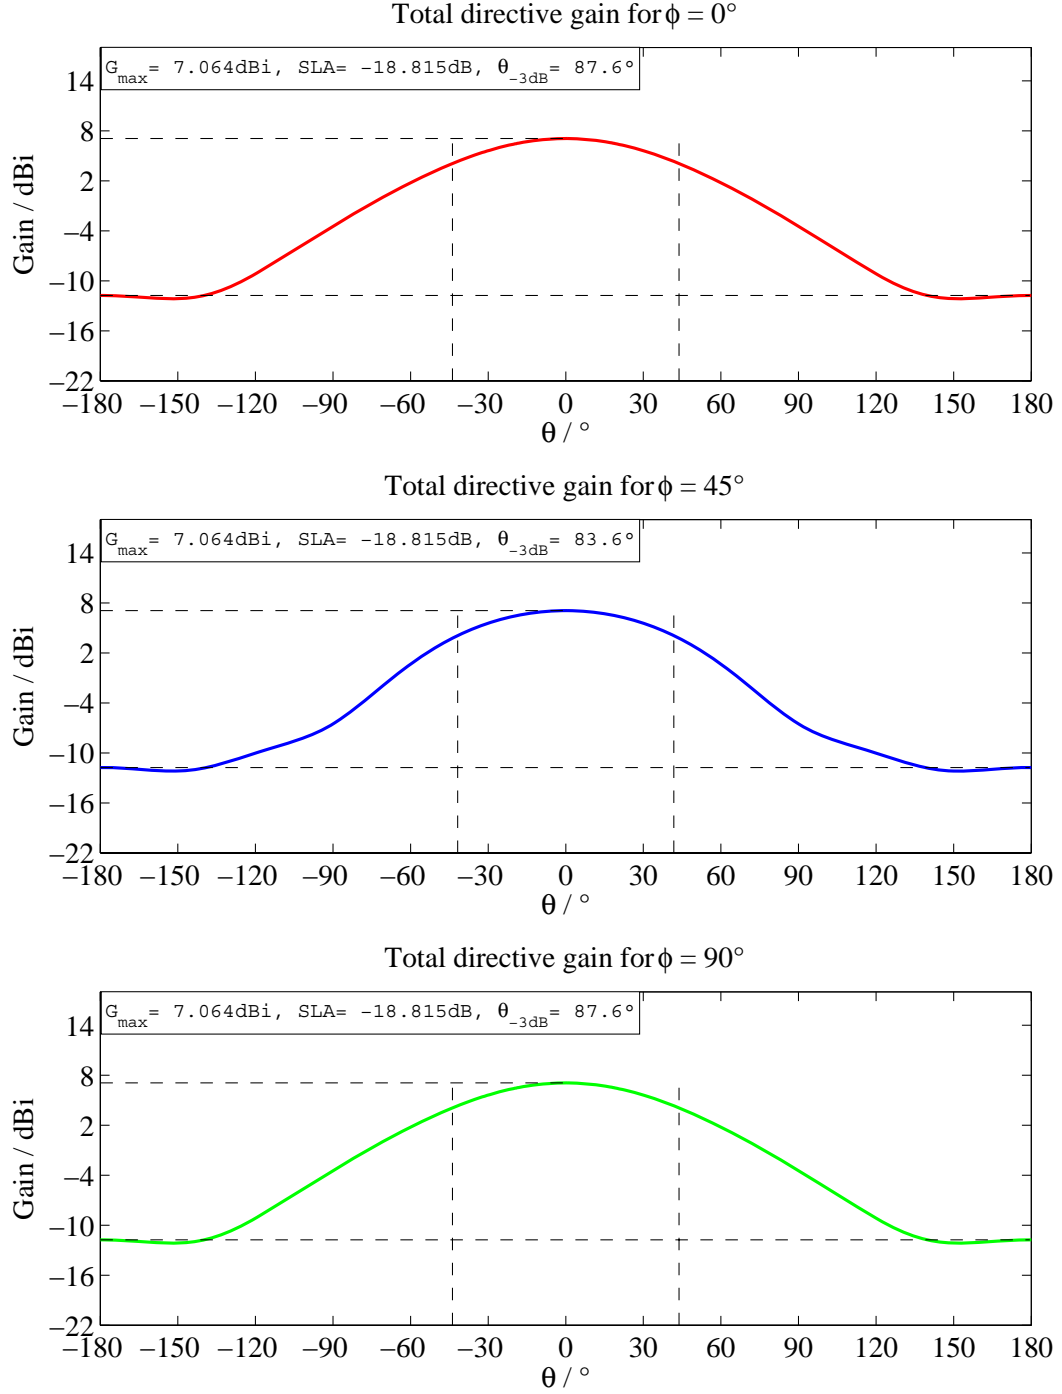 Total directive gain for ϕ = 0°
G_max= 7.064dBi, SLA= −18.815dB, θ_−3dB= 87.6°
14
8
2
−4
−10
−16
−22
Gain / dBi
−180 −150 −120 −90 −60 −30 0 30 60 90 120 150 180
θ / °
Total directive gain for ϕ = 45°
G_max= 7.064dBi, SLA= −18.815dB, θ_−3dB= 83.6°
14
8
2
−4
−10
−16
−22
Gain / dBi
−180 −150 −120 −90 −60 −30 0 30 60 90 120 150 180
θ / °
Total directive gain for ϕ = 90°
G_max= 7.064dBi, SLA= −18.815dB, θ_−3dB= 87.6°
14
8
2
−4
−10
−16
−22
Gain / dBi
−180 −150 −120 −90 −60 −30 0 30 60 90 120 150 180
θ / °